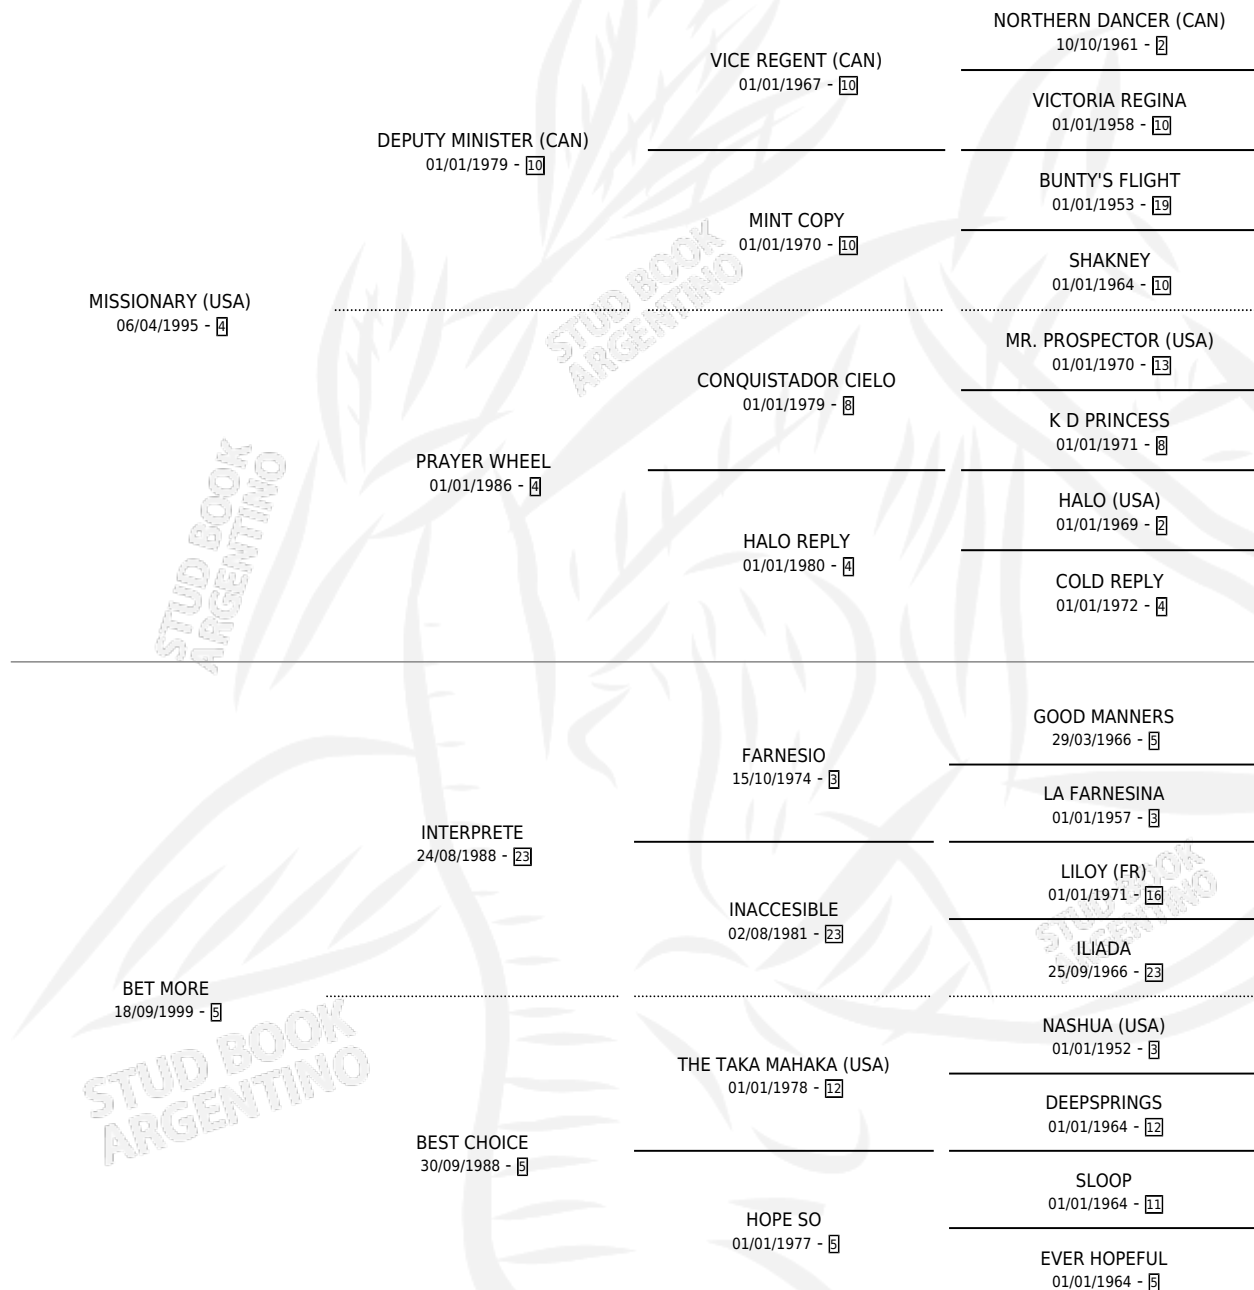 NORTHERN DANCER (CAN)
10/10/1961 - 2
VICE REGENT (CAN)
01/01/1967 - 10
VICTORIA REGINA
01/01/1958 - 10
DEPUTY MINISTER (CAN)
01/01/1979 - 10
BUNTY'S FLIGHT
01/01/1953 - 19
MINT COPY
01/01/1970 - 10
SHAKNEY
01/01/1964 - 10
MISSIONARY (USA)
06/04/1995 - 4
MR. PROSPECTOR (USA)
01/01/1970 - 13
CONQUISTADOR CIELO
01/01/1979 - 8
K D PRINCESS
01/01/1971 - 8
PRAYER WHEEL
01/01/1986 - 4
HALO (USA)
01/01/1969 - 2
HALO REPLY
01/01/1980 - 4
COLD REPLY
01/01/1972 - 4
GOOD MANNERS
29/03/1966 - 5
FARNESIO
15/10/1974 - 3
LA FARNESINA
01/01/1957 - 3
INTERPRETE
24/08/1988 - 23
LILOY (FR)
01/01/1971 - 16
INACCESIBLE
02/08/1981 - 23
ILIADA
25/09/1966 - 23
BET MORE
18/09/1999 - 5
NASHUA (USA)
01/01/1952 - 3
THE TAKA MAHAKA (USA)
01/01/1978 - 12
DEEPSPRINGS
01/01/1964 - 12
BEST CHOICE
30/09/1988 - 5
SLOOP
01/01/1964 - 11
HOPE SO
01/01/1977 - 5
EVER HOPEFUL
01/01/1964 - 5
STUD BOOK
ARGENTINO
STUD BOOK
ARGENTINO
STUD BOOK
ARGENTINO
STUD BOOK
ARGENTINO